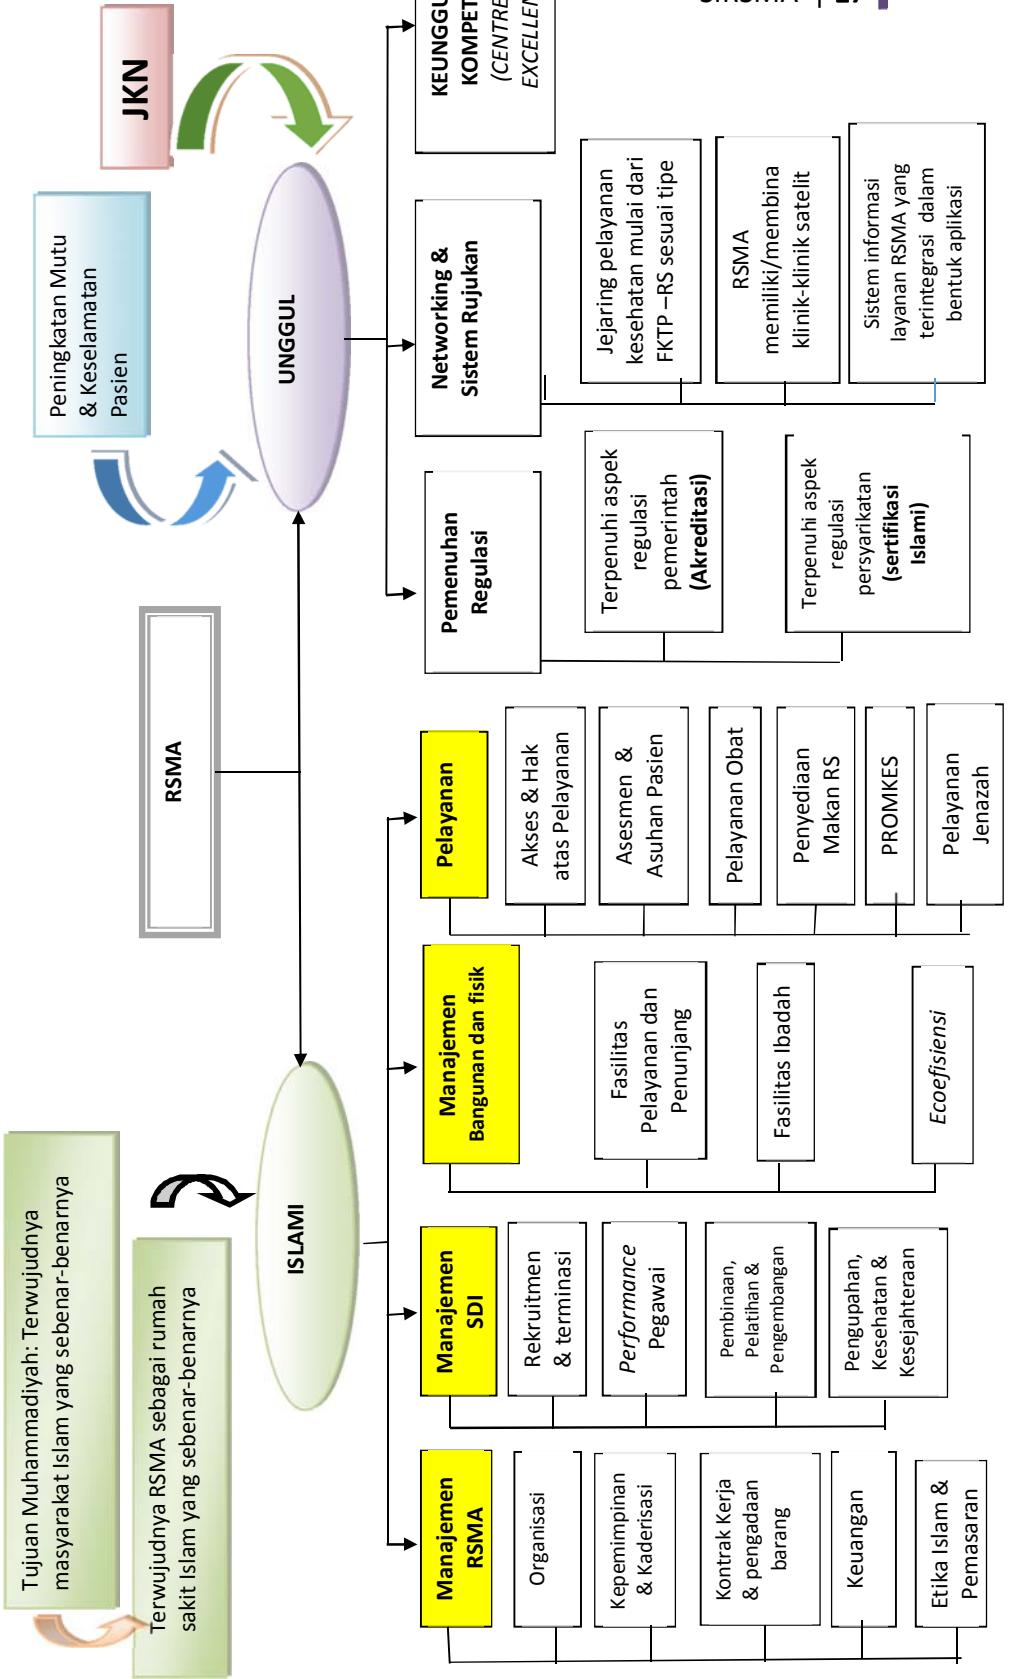 Tujuan Muhammadiyah: Terwujudnya
masyarakat Islam yang sebenar-benarnya
Terwujudnya RSMA sebagai rumah
sakit Islam yang sebenar-benarnya
RSMA
Peningkatan Mutu
& Keselamatan
Pasien
JKN
ISLAMI
UNGGUL
Manajemen
RSMA
Organisasi
Kepemimpinan
& Kaderisasi
Kontrak Kerja
& pengadaan
barang
Keuangan
Etika Islam &
Pemasaran
Manajemen
SDI
Rekruitmen
& terminasi
Performance
Pegawai
Pembinaan,
Pelatihan &
Pengembangan
Pengupahan,
Kesehatan &
Kesejahteraan
Manajemen
Bangunan dan fisik
Fasilitas
Pelayanan dan
Penunjang
Fasilitas Ibadah
Ecoefisiensi
Pelayanan
Akses & Hak
atas Pelayanan
Asesmen &
Asuhan Pasien
Pelayanan Obat
Penyediaan
Makan RS
PROMKES
Pelayanan
Jenazah
Pemenuhan
Regulasi
Terpenuhi aspek
regulasi
pemerintah
(Akreditasi)
Terpenuhi aspek
regulasi
persyarikatan
(sertifikasi
Islami)
Networking &
Sistem Rujukan
Jejaring pelayanan
kesehatan mulai dari
FKTP –RS sesuai tipe
RSMA
memiliki/membina
klinik-klinik satelit
Sistem informasi
layanan RSMA yang
terintegrasi dalam
bentuk aplikasi
KEUNGGU
KOMPET
(CENTRE
EXCELLEN